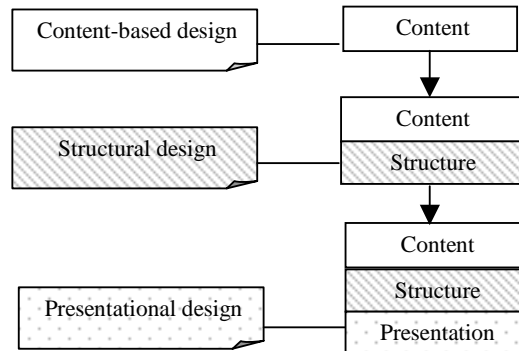 Content-based design
Content
Content
Structural design
Structure
Content
Structure
Presentational design
Presentation